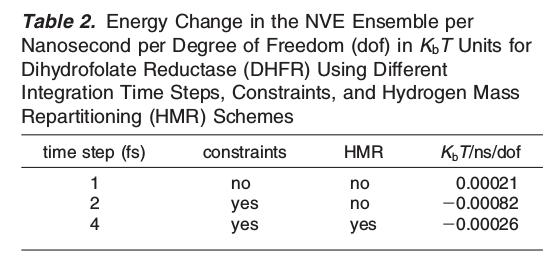 Table 2. Energy Change in the NVE Ensemble per
Nanosecond per Degree of Freedom (dof) in KbT Units for
Dihydrofolate Reductase (DHFR) Using Different
Integration Time Steps, Constraints, and Hydrogen Mass
Repartitioning (HMR) Schemes
time step (fs) constraints HMR KbT/ns/dof
1 no no 0.00021
2 yes no −0.00082
4 yes yes −0.00026